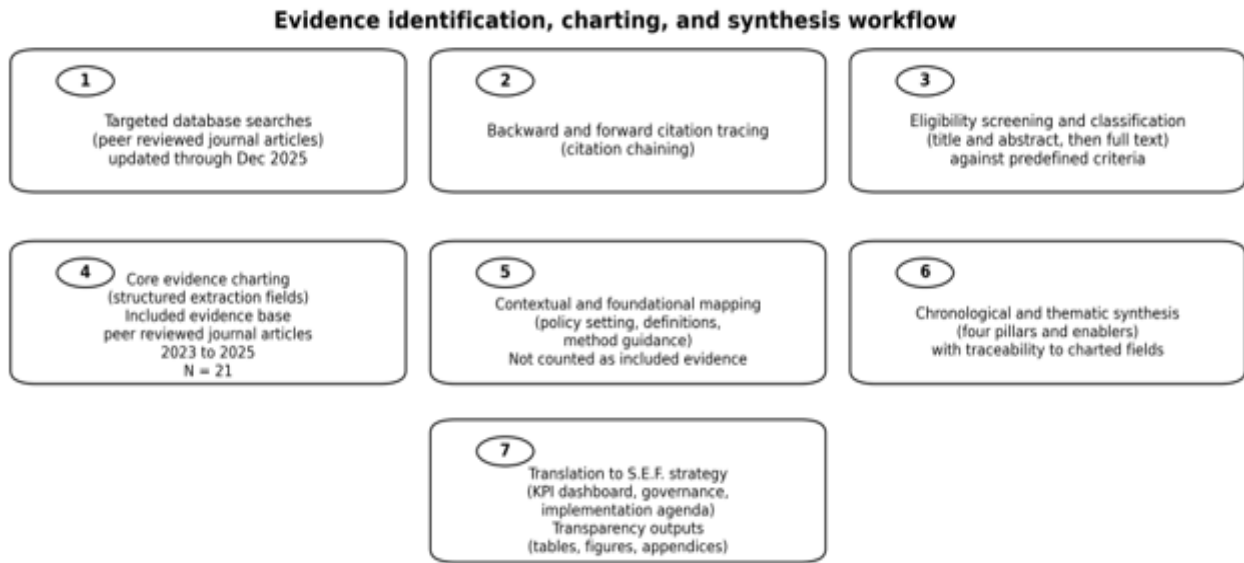 Evidence identification, charting, and synthesis workflow
1
Targeted database searches
(peer reviewed journal articles)
updated through Dec 2025
2
Backward and forward citation tracing
(citation chaining)
3
Eligibility screening and classification
(title and abstract, then full text)
against predefined criteria
4
Core evidence charting
(structured extraction fields)
Included evidence base
peer reviewed journal articles
2023 to 2025
N = 21
5
Contextual and foundational mapping
(policy setting, definitions,
method guidance)
Not counted as included evidence
6
Chronological and thematic synthesis
(four pillars and enablers)
with traceability to charted fields
7
Translation to S.E.F. strategy
(KPI dashboard, governance,
implementation agenda)
Transparency outputs
(tables, figures, appendices)